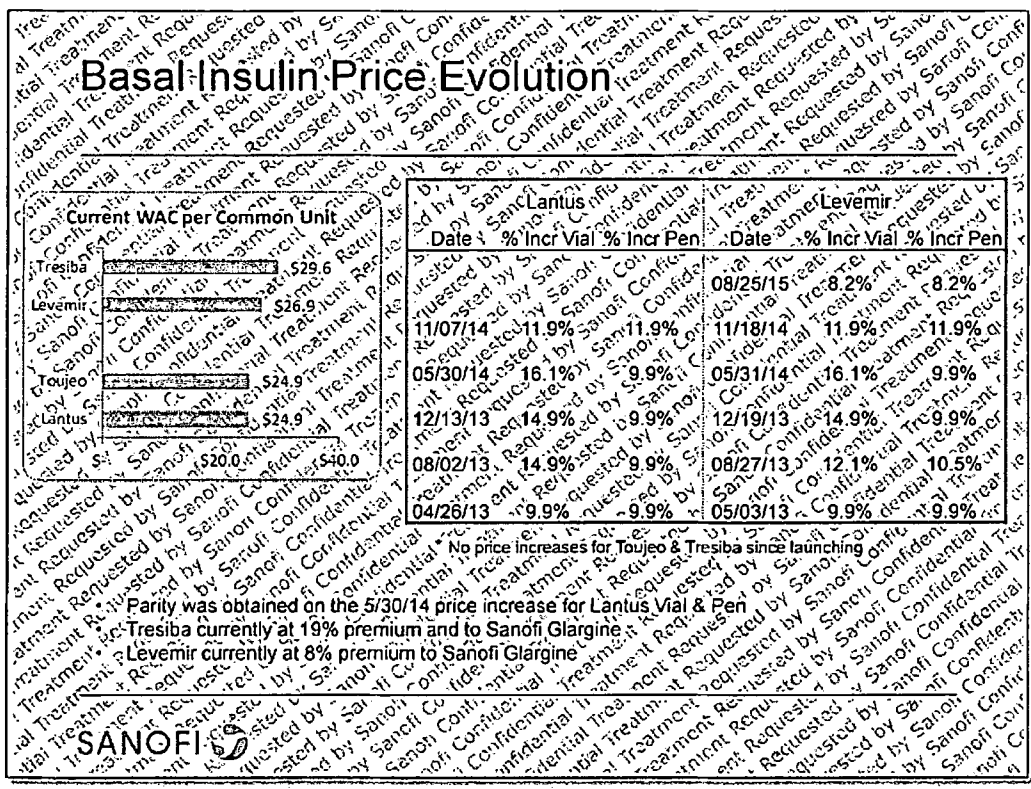 Basal Insulin Price Evolution
Current WAC per Common Unit
Tresiba $29.6
Levemir $26.9
Toujeo $24.9
Lantus $24.9
$- $20.0 $40.0
Lantus Levemir
Date % Incr Vial % Incr Pen Date % Incr Vial % Incr Pen
08/25/15 8.2% 8.2%
11/07/14 11.9% 11.9% 11/18/14 11.9% 11.9%
05/30/14 16.1% 9.9% 05/31/14 16.1% 9.9%
12/13/13 14.9% 9.9% 12/19/13 14.9% 9.9%
08/02/13 14.9% 9.9% 08/27/13 12.1% 10.5%
04/26/13 9.9% 9.9% 05/03/13 9.9% 9.9%
No price increases for Toujeo & Tresiba since launching
• Parity was obtained on the 5/30/14 price increase for Lantus Vial & Pen
• Tresiba currently at 19% premium and to Sanofi Glargine
• Levemir currently at 8% premium to Sanofi Glargine
SANOFI
Confidential Treatment Requested by Sanofi